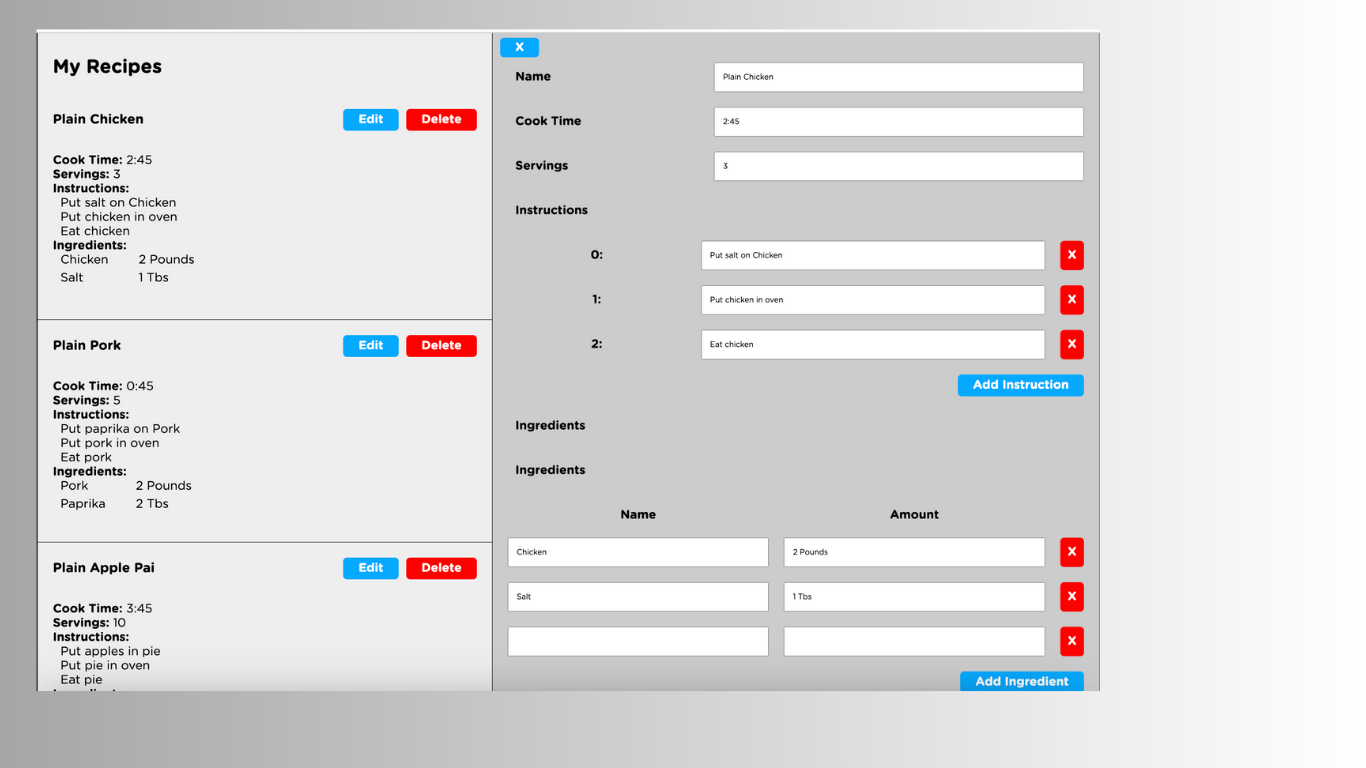 My Recipes
Plain Chicken
Edit
Delete
Cook Time: 2:45
Servings: 3
Instructions:
Put salt on Chicken
Put chicken in oven
Eat chicken
Ingredients:
Chicken 2 Pounds
Salt 1 Tbs
Plain Pork
Edit
Delete
Cook Time: 0:45
Servings: 5
Instructions:
Put paprika on Pork
Put pork in oven
Eat pork
Ingredients:
Pork 2 Pounds
Paprika 2 Tbs
Plain Apple Pai
Edit
Delete
Cook Time: 3:45
Servings: 10
Instructions:
Put apples in pie
Put pie in oven
Eat pie
X
Name
Plain Chicken
Cook Time
2:45
Servings
3
Instructions
0:
Put salt on Chicken
X
1:
Put chicken in oven
X
2:
Eat chicken
X
Add Instruction
Ingredients
Ingredients
Name
Amount
Chicken
2 Pounds
X
Salt
1 Tbs
X
X
Add Ingredient